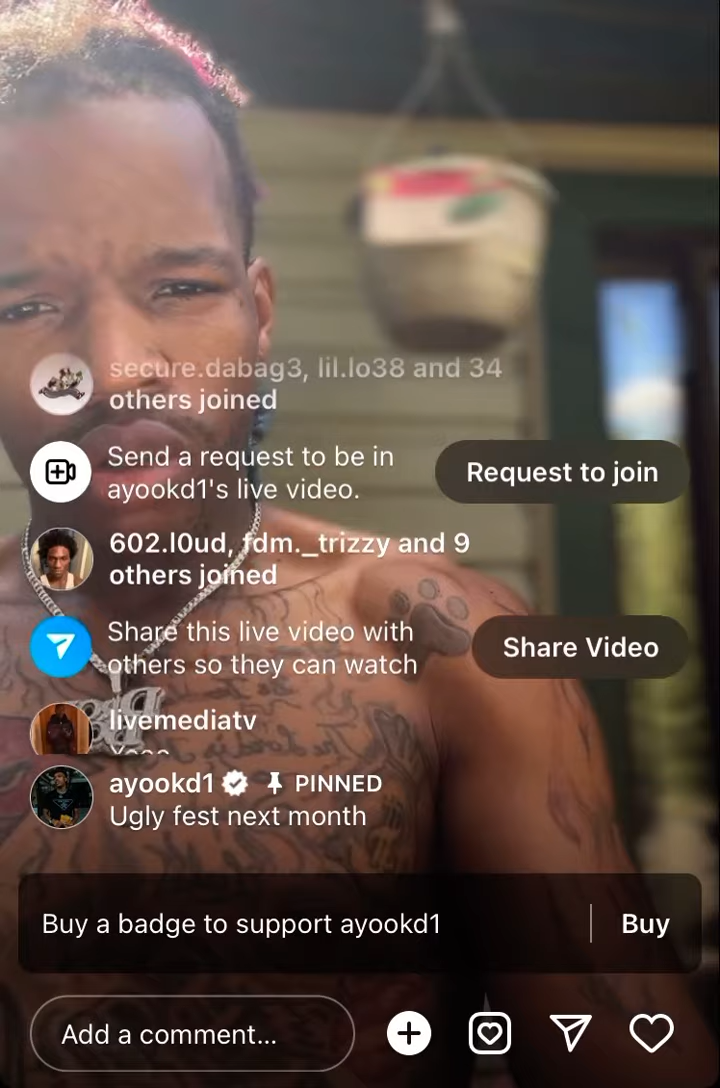 secure.dabag3, lil.lo38 and 34
others joined
Send a request to be in
ayookd1's live video.
Request to join
602.l0ud, fdm._trizzy and 9
others joined
Share this live video with
others so they can watch
Share Video
livemediatv
ayookd1 PINNED
Ugly fest next month
Buy a badge to support ayookd1
Buy
Add a comment...